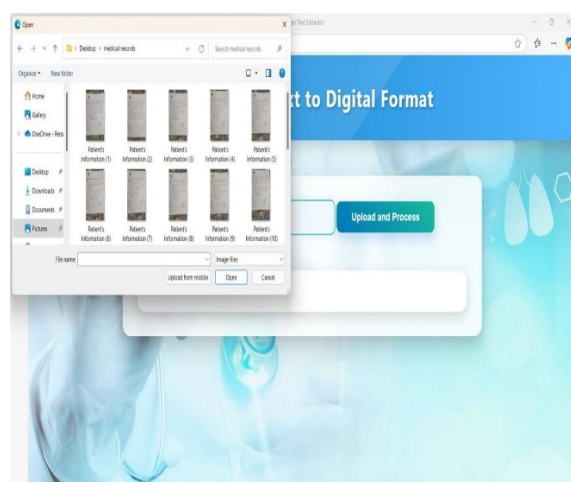 Open
en Text Extractor
Desktop > medical records
Search medical records
Organize
New folder
Home
Gallery
OneDrive - Pers
Desktop
Downloads
Documents
Pictures
Patient's Information (1)
Patient's Information (2)
Patient's Information (3)
Patient's Information (4)
Patient's Information (5)
Patient's Information (6)
Patient's Information (7)
Patient's Information (8)
Patient's Information (9)
Patient's Information (10)
File name
Image files
Upload from mobile
Open
Cancel
xt to Digital Format
Upload and Process